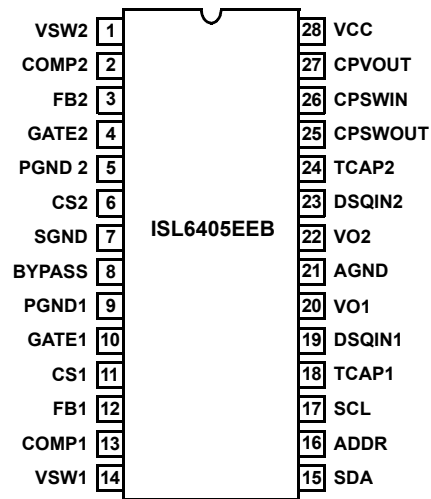 VSW2 1 28 VCC
COMP2 2 27 CPVOUT
FB2 3 26 CPSWIN
GATE2 4 25 CPSWOUT
PGND 2 5 24 TCAP2
CS2 6 23 DSQIN2
SGND 7 ISL6405EEB 22 VO2
BYPASS 8 21 AGND
PGND1 9 20 VO1
GATE1 10 19 DSQIN1
CS1 11 18 TCAP1
FB1 12 17 SCL
COMP1 13 16 ADDR
VSW1 14 15 SDA